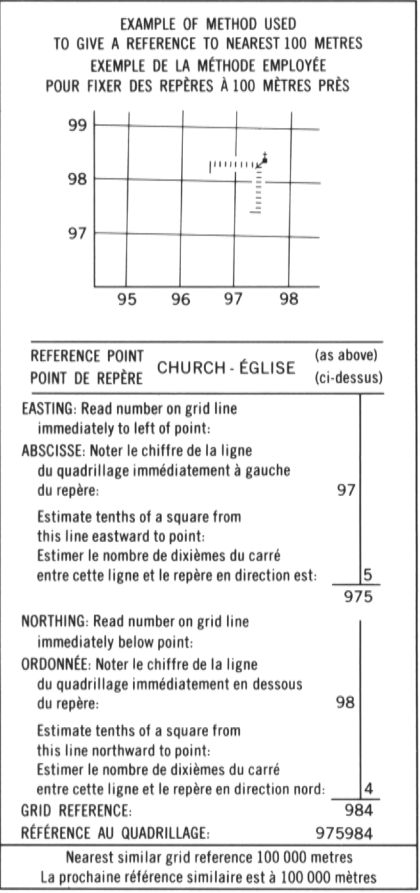 EXAMPLE OF METHOD USED
TO GIVE A REFERENCE TO NEAREST 100 METRES
EXEMPLE DE LA MÉTHODE EMPLOYÉE
POUR FIXER DES REPÈRES À 100 MÈTRES PRÈS
99
98
97
95 96 97 98
REFERENCE POINT
POINT DE REPÈRE
CHURCH - ÉGLISE
(as above)
(ci-dessus)
EASTING: Read number on grid line
immediately to left of point:
ABSCISSE: Noter le chiffre de la ligne
du quadrillage immédiatement à gauche
du repère: 97
Estimate tenths of a square from
this line eastward to point:
Estimer le nombre de dixièmes du carré
entre cette ligne et le repère en direction est: 5
975
NORTHING: Read number on grid line
immediately below point:
ORDONNÉE: Noter le chiffre de la ligne
du quadrillage immédiatement en dessous
du repère: 98
Estimate tenths of a square from
this line northward to point:
Estimer le nombre de dixièmes du carré
entre cette ligne et le repère en direction nord: 4
GRID REFERENCE: 984
RÉFÉRENCE AU QUADRILLAGE: 975984
Nearest similar grid reference 100 000 metres
La prochaine référence similaire est à 100 000 mètres